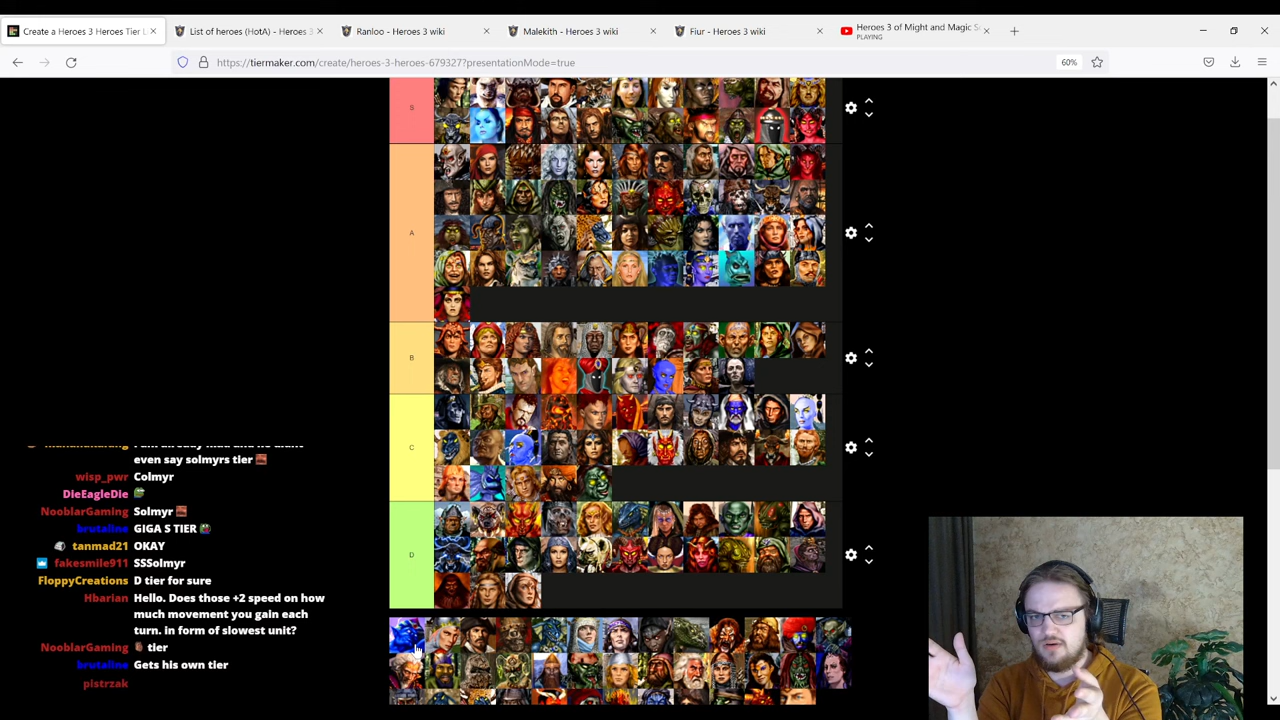 Create a Heroes 3 Heroes Tier L
List of heroes (HotA) - Heroes 3
Ranloo - Heroes 3 wiki
Malekith - Heroes 3 wiki
Fiur - Heroes 3 wiki
Heroes 3 of Might and Magic S
PLAYING
https://tiermaker.com/create/heroes-3-heroes-679327?presentationMode=true
60%
S
A
B
C
D
even say solmyrs tier
wisp_pwr Colmyr
DieEagleDie
NooblarGaming Solmyr
brutaline GIGA S TIER
tanmad21 OKAY
fakesmile911 SSSolmyr
FloppyCreations D tier for sure
Hbarian Hello. Does those +2 speed on how
much movement you gain each
turn. in form of slowest unit?
NooblarGaming tier
brutaline Gets his own tier
pistrzak